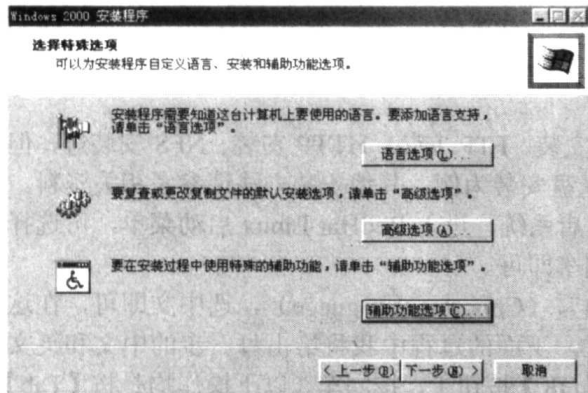 Windows 2000 安装程序
选择特殊选项
可以为安装程序自定义语言、安装和辅助功能选项。
安装程序需要知道这台计算机上要使用的语言。要添加语言支持，
请单击“语言选项”。
语言选项(L)...
要复查或更改复制文件的默认安装选项，请单击“高级选项”。
高级选项(A)...
要在安装过程中使用特殊的辅助功能，请单击“辅助功能选项”。
辅助功能选项(C)...
< 上一步(B)
下一步(N) >
取消